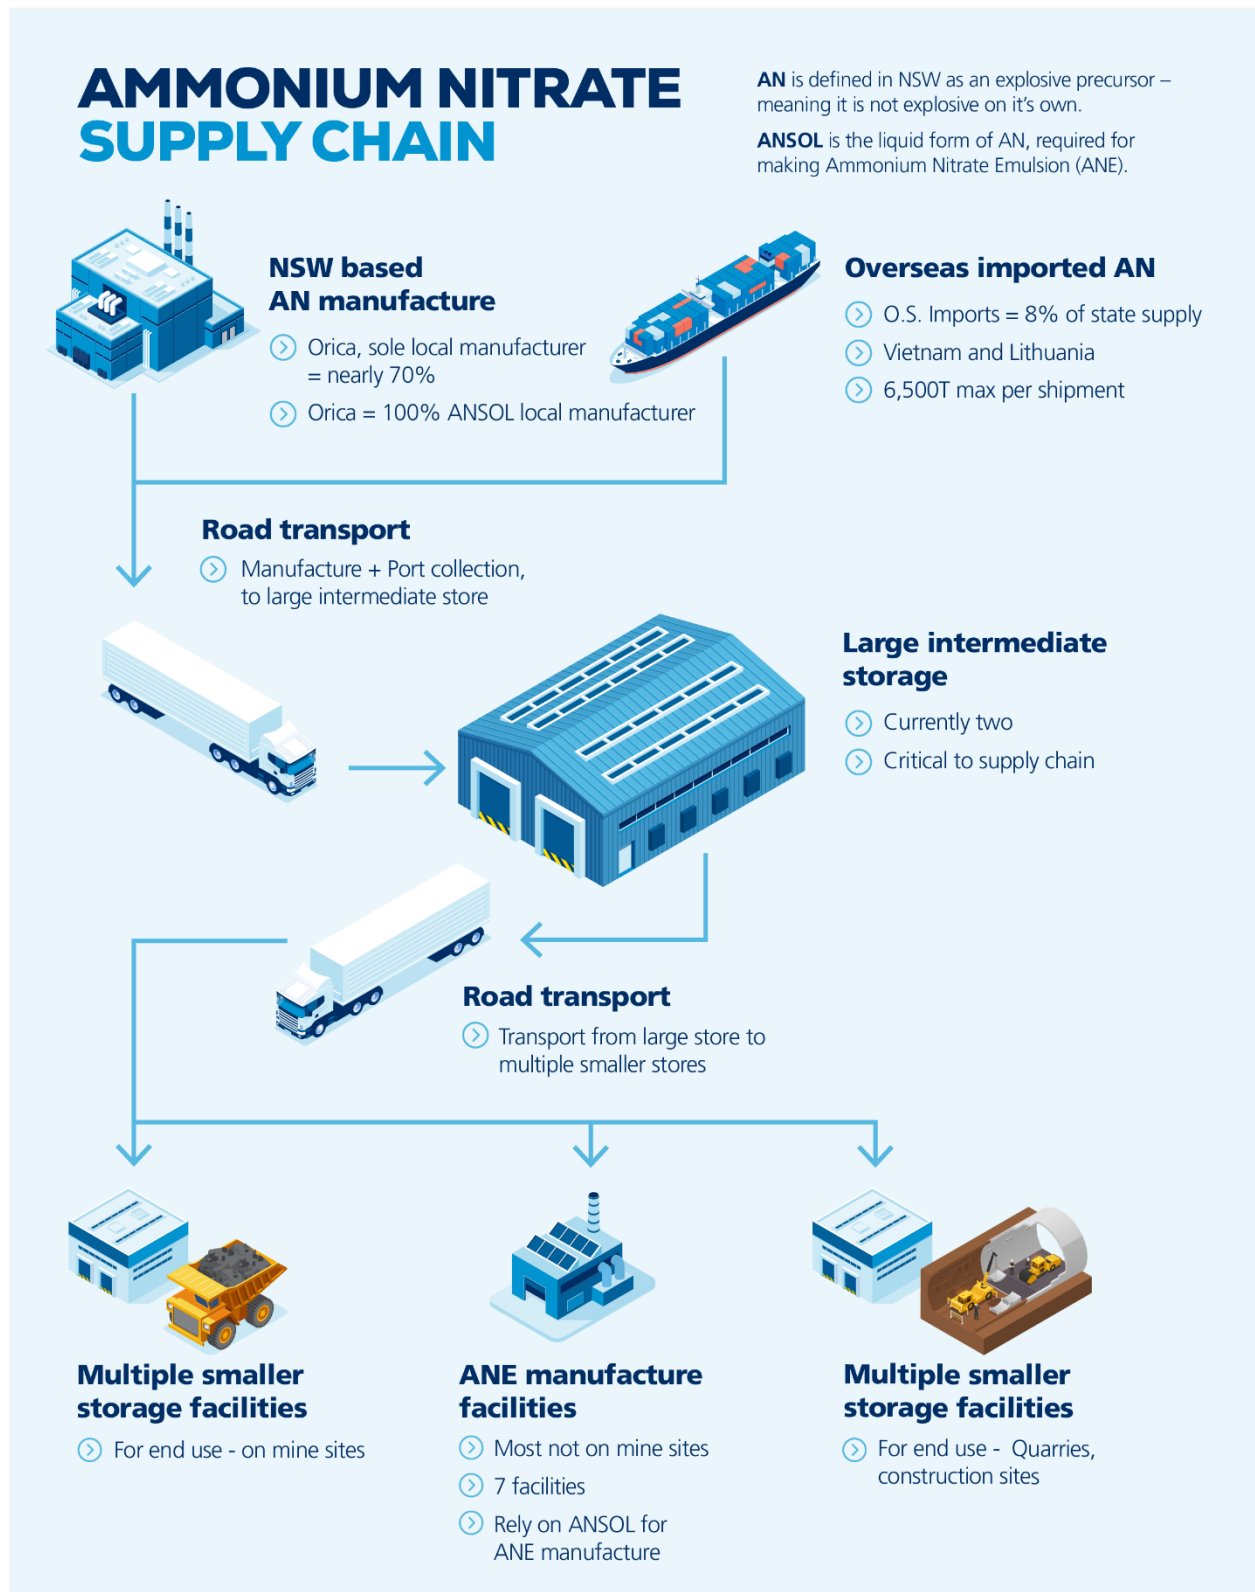 AMMONIUM NITRATE
SUPPLY CHAIN
AN is defined in NSW as an explosive precursor –
meaning it is not explosive on it's own.
ANSOL is the liquid form of AN, required for
making Ammonium Nitrate Emulsion (ANE).
NSW based
AN manufacture
Orica, sole local manufacturer
= nearly 70%
Orica = 100% ANSOL local manufacturer
Overseas imported AN
O.S. Imports = 8% of state supply
Vietnam and Lithuania
6,500T max per shipment
Road transport
Manufacture + Port collection,
to large intermediate store
Large intermediate
storage
Currently two
Critical to supply chain
Road transport
Transport from large store to
multiple smaller stores
Multiple smaller
storage facilities
For end use - on mine sites
ANE manufacture
facilities
Most not on mine sites
7 facilities
Rely on ANSOL for
ANE manufacture
Multiple smaller
storage facilities
For end use - Quarries,
construction sites